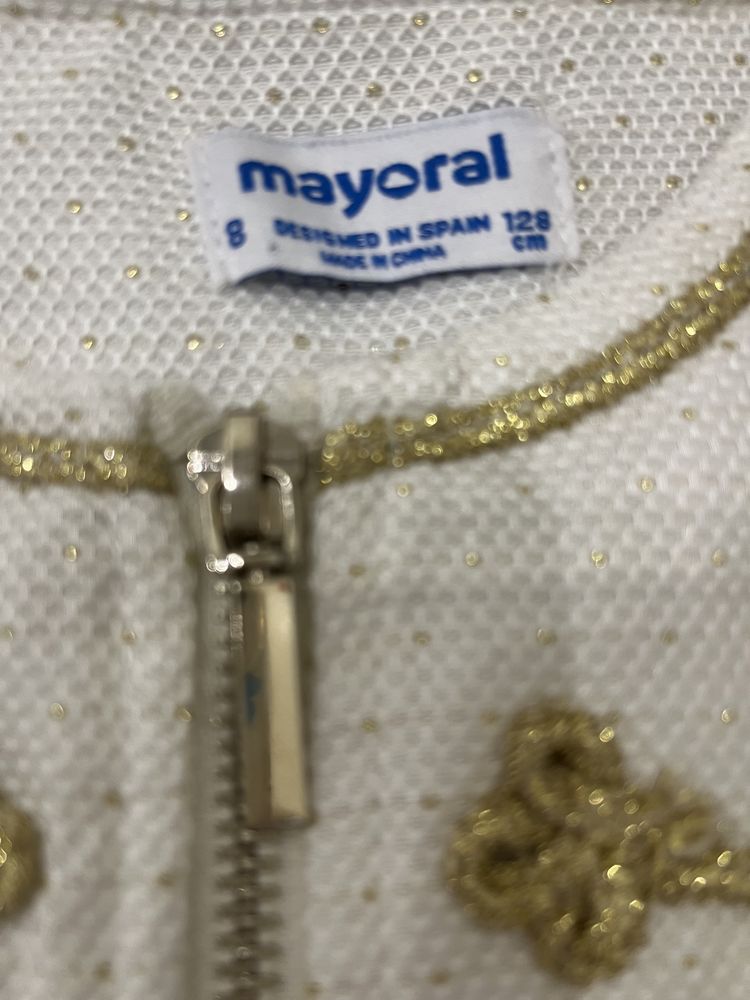 mayoral
8 DESIGNED IN SPAIN 128
MADE IN CHINA cm